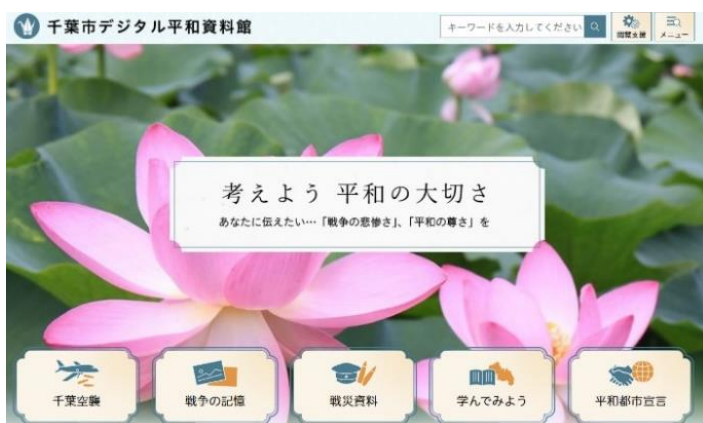 千葉市デジタル平和資料館
キーワードを入力してください
閲覧支援
メニュー
考えよう 平和の大切さ
あなたに伝えたい…「戦争の悲惨さ」、「平和の尊さ」を
千葉空襲
戦争の記憶
戦災資料
学んでみよう
平和都市宣言